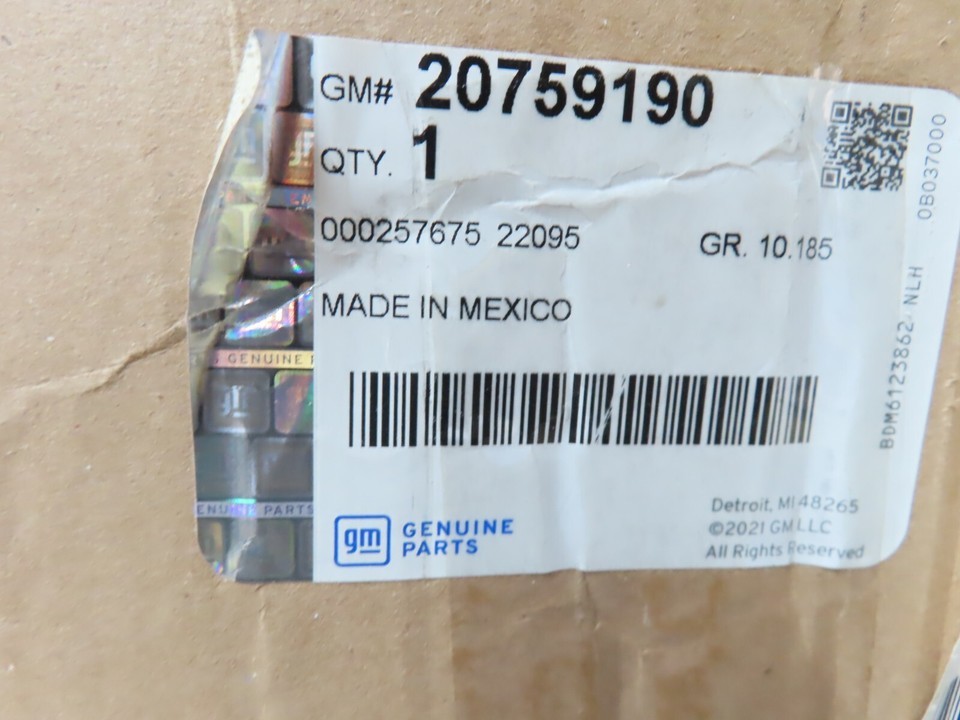 GM# 20759190
QTY. 1
000257675 22095
GR. 10.185
MADE IN MEXICO
gm GENUINE
PARTS
Detroit, MI 48265
©2021 GM LLC
All Rights Reserved
BDM6123862 NLH 0B037000
GENUINE
gm
PARTS